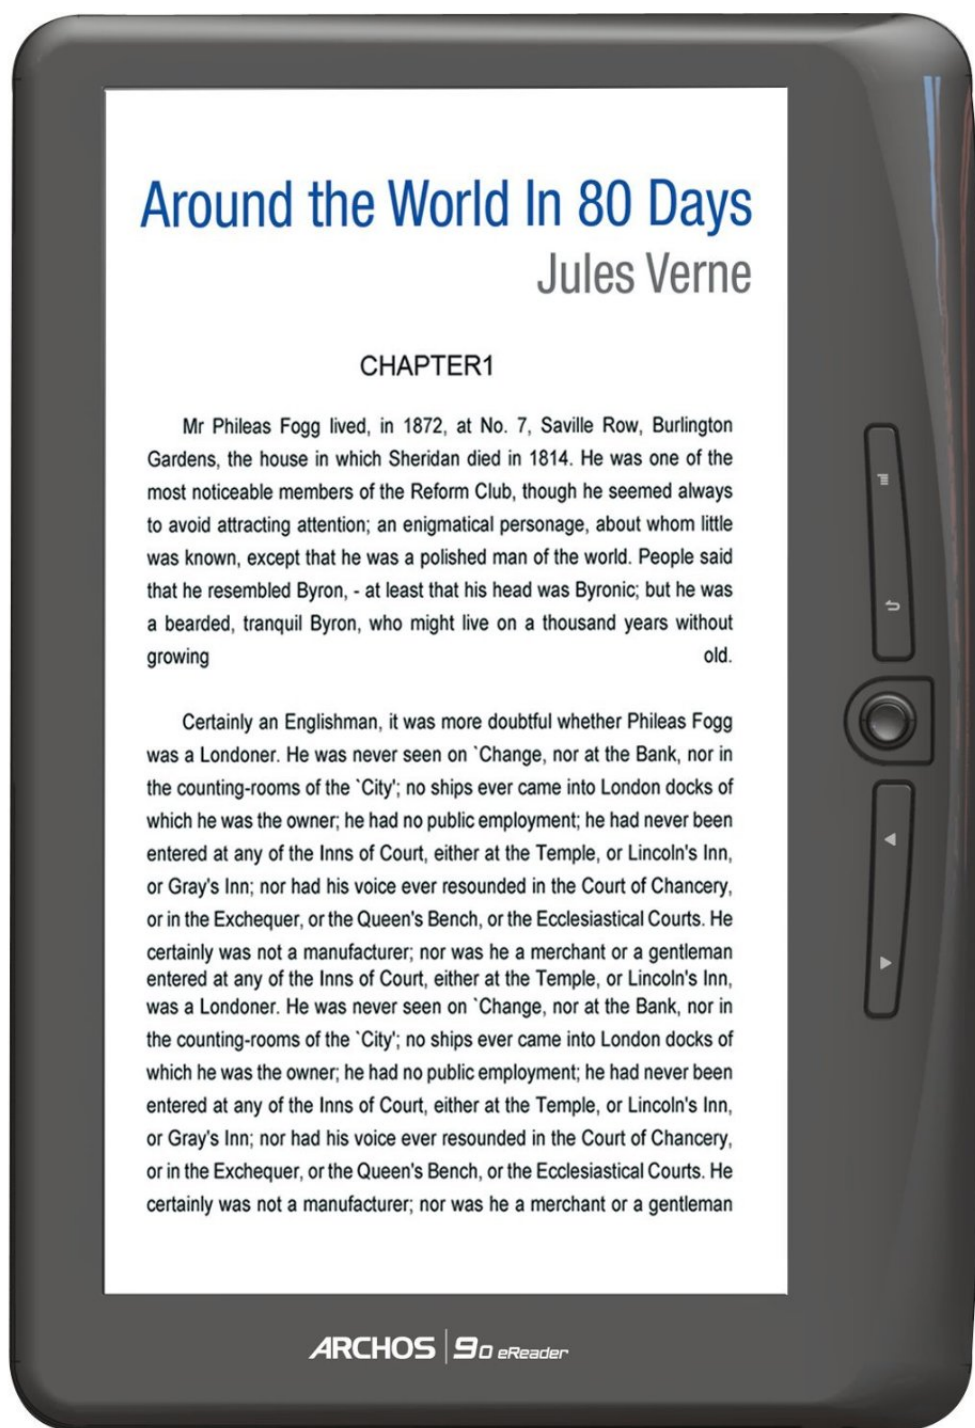 Around the World In 80 Days
Jules Verne
CHAPTER1
Mr Phileas Fogg lived, in 1872, at No. 7, Saville Row, Burlington
Gardens, the house in which Sheridan died in 1814. He was one of the
most noticeable members of the Reform Club, though he seemed always
to avoid attracting attention; an enigmatical personage, about whom little
was known, except that he was a polished man of the world. People said
that he resembled Byron, - at least that his head was Byronic; but he was
a bearded, tranquil Byron, who might live on a thousand years without
growing old.
Certainly an Englishman, it was more doubtful whether Phileas Fogg
was a Londoner. He was never seen on `Change, nor at the Bank, nor in
the counting-rooms of the `City'; no ships ever came into London docks of
which he was the owner; he had no public employment; he had never been
entered at any of the Inns of Court, either at the Temple, or Lincoln's Inn,
or Gray's Inn; nor had his voice ever resounded in the Court of Chancery,
or in the Exchequer, or the Queen's Bench, or the Ecclesiastical Courts. He
certainly was not a manufacturer; nor was he a merchant or a gentleman
entered at any of the Inns of Court, either at the Temple, or Lincoln's Inn,
was a Londoner. He was never seen on `Change, nor at the Bank, nor in
the counting-rooms of the `City'; no ships ever came into London docks of
which he was the owner; he had no public employment; he had never been
entered at any of the Inns of Court, either at the Temple, or Lincoln's Inn,
or Gray's Inn; nor had his voice ever resounded in the Court of Chancery,
or in the Exchequer, or the Queen's Bench, or the Ecclesiastical Courts. He
certainly was not a manufacturer; nor was he a merchant or a gentleman
ARCHOS 90 eReader